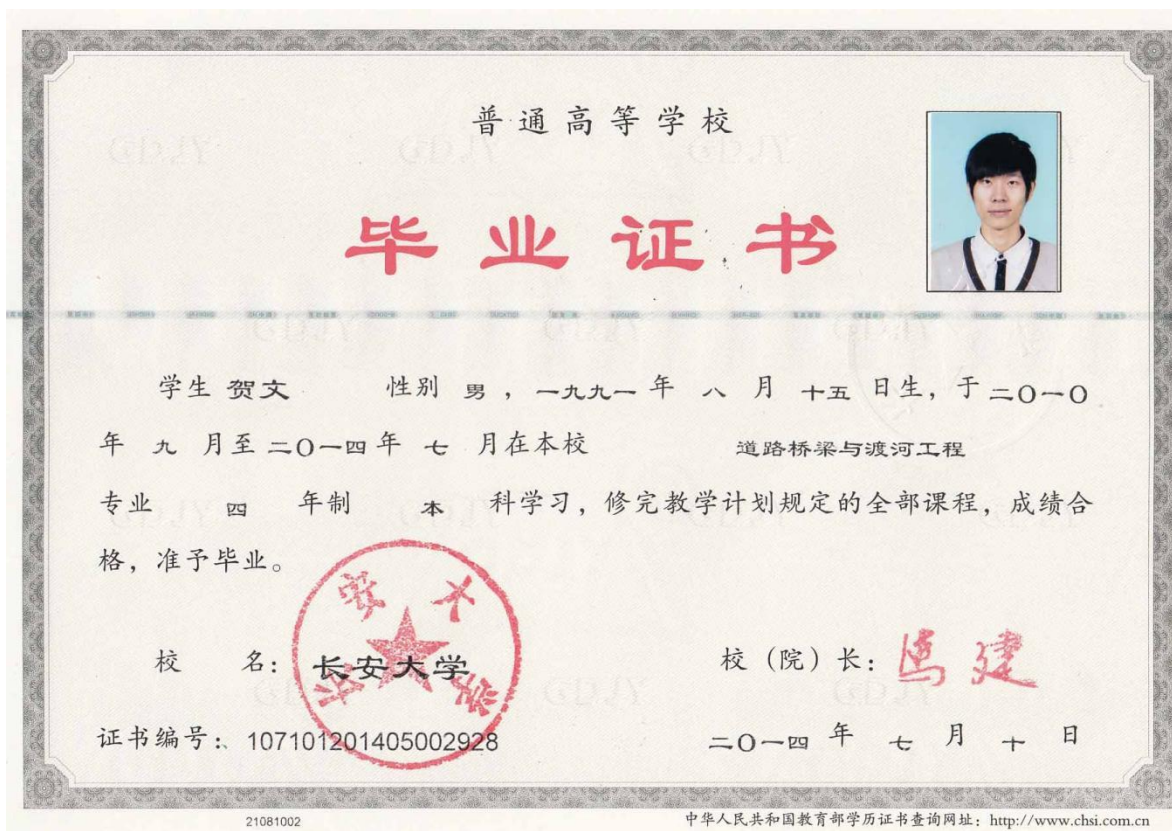 普通高等学校
毕业证书
学生 贺文 性别 男，一九九一 年 八 月 十五 日生，于 二〇一〇
年 九 月至 二〇一四 年 七 月在本校 道路桥梁与渡河工程
专业 四 年制 本 科学习，修完教学计划规定的全部课程，成绩合
格，准予毕业。
长安大学
校 名：长安大学 校（院）长：马建
证书编号：107101201405002928 二〇一四 年 七 月 十 日
21081002 中华人民共和国教育部学历证书查询网址：http://www.chsi.com.cn